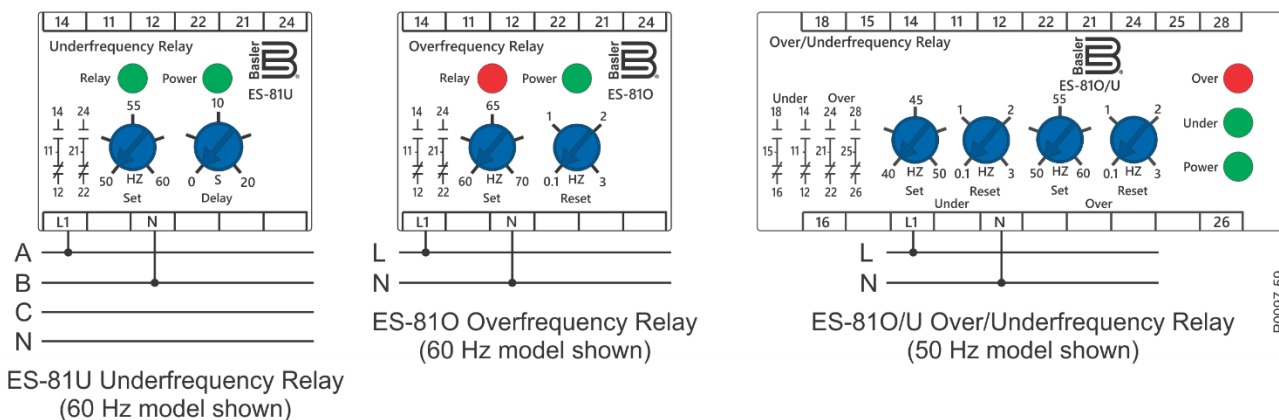 14 11 12 22 21 24
Underfrequency Relay
Basler
Relay Power
ES-81U
14 24
55 10
11 21
12 22
50 HZ 60 0 S 20
Set Delay
L1 N
A
B
C
N
ES-81U Underfrequency Relay
(60 Hz model shown)
14 11 12 22 21 24
Overfrequency Relay
Basler
Relay Power
ES-81O
14 24
65 1 2
11 21
12 22
60 HZ 70 0.1 HZ 3
Set Reset
L1 N
L
N
ES-81O Overfrequency Relay
(60 Hz model shown)
18 15 14 11 12 22 21 24 25 28
Over/Underfrequency Relay
Basler
ES-81O/U
Over
Under
Power
Under Over
18 14 24 28
45 1 2 55 1 2
15 11 21 25
16 12 22 26
40 HZ 50 0.1 HZ 3 50 HZ 60 0.1 HZ 3
Set Reset Set Reset
Under Over
16 L1 N 26
L
N
ES-81O/U Over/Underfrequency Relay
(50 Hz model shown)
P0097-59